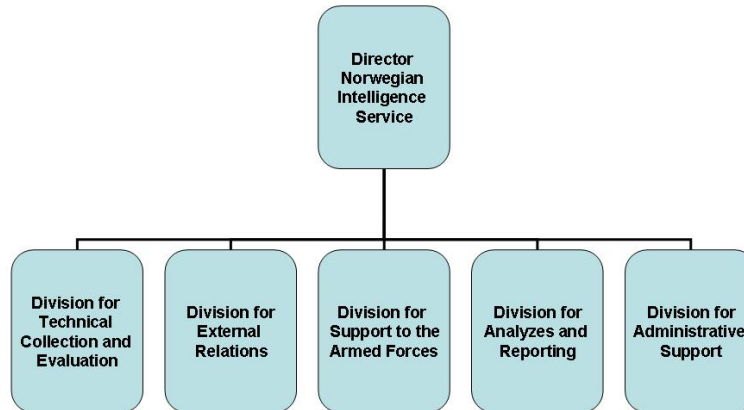 Director
Norwegian
Intelligence
Service
Division for
Technical
Collection and
Evaluation
Division for
External
Relations
Division for
Support to the
Armed Forces
Division for
Analyzes and
Reporting
Division for
Administrative
Support